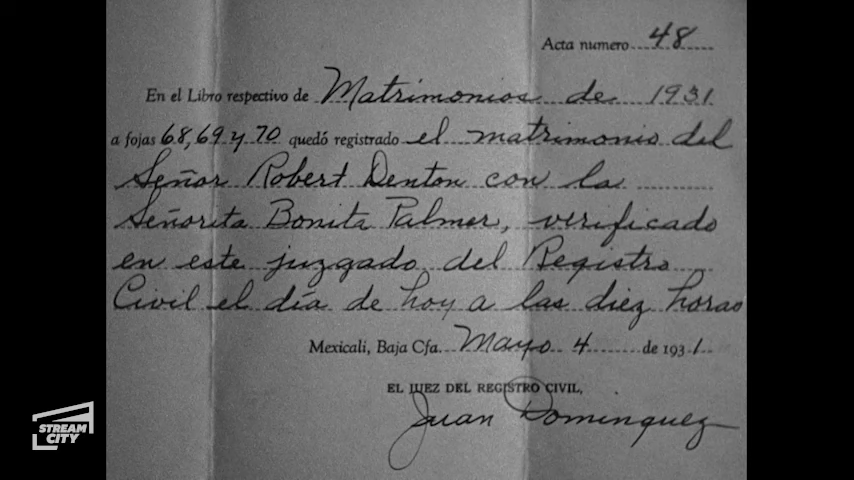 Acta numero 48
En el Libro respectivo de Matrimonios de 1931
a fojas 68, 69 y 70 quedó registrado el matrimonio del
Señor Robert Denton con la
Señorita Bonita Palmer, verificado
en este juzgado del Registro
Civil el día de hoy a las diez horas
Mexicali, Baja Cfa. Mayo 4 de 1931
EL JUEZ DEL REGISTRO CIVIL,
Juan Dominguez
STREAM
CITY